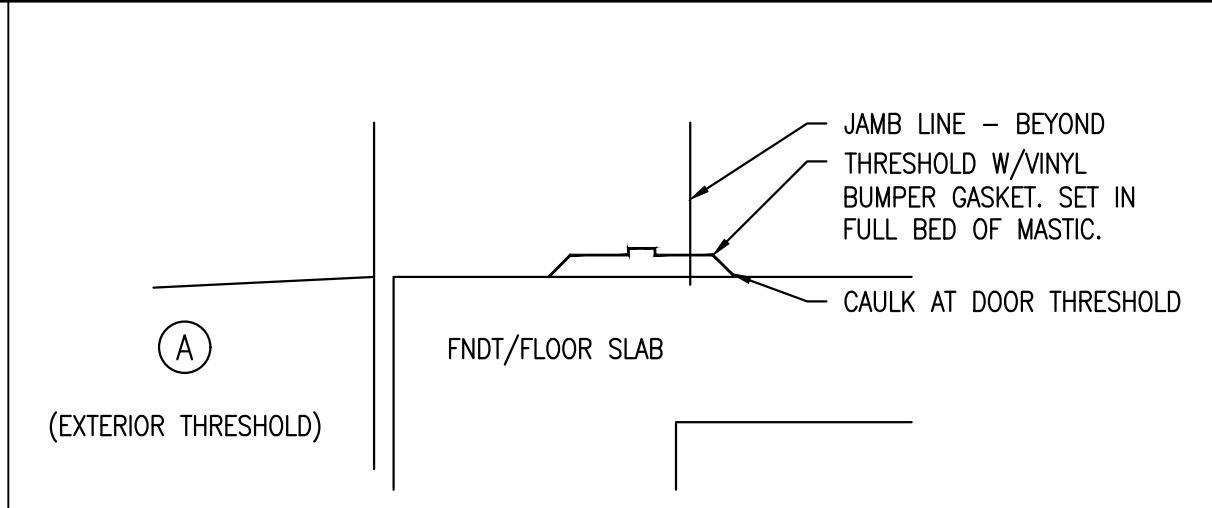 JAMB LINE – BEYOND
THRESHOLD W/VINYL
BUMPER GASKET. SET IN
FULL BED OF MASTIC.
CAULK AT DOOR THRESHOLD
A
FNDT/FLOOR SLAB
(EXTERIOR THRESHOLD)